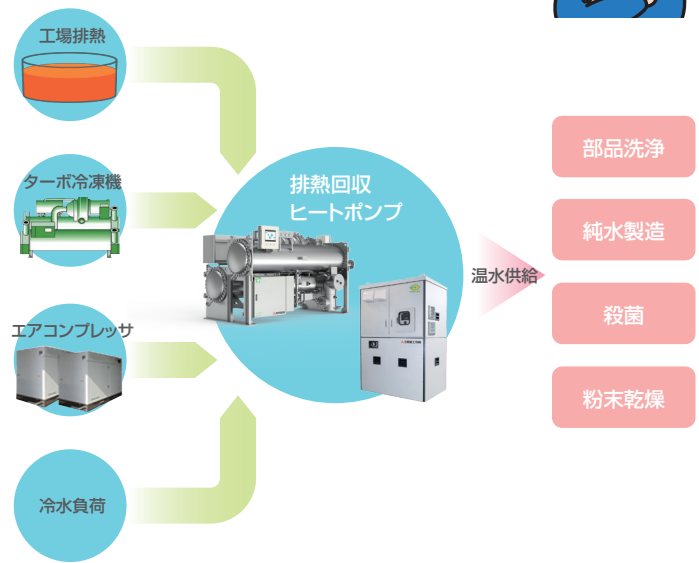 工場排熱
ターボ冷凍機
エアコンプレッサ
冷水負荷
排熱回収
ヒートポンプ
温水供給
部品洗浄
純水製造
殺菌
粉末乾燥